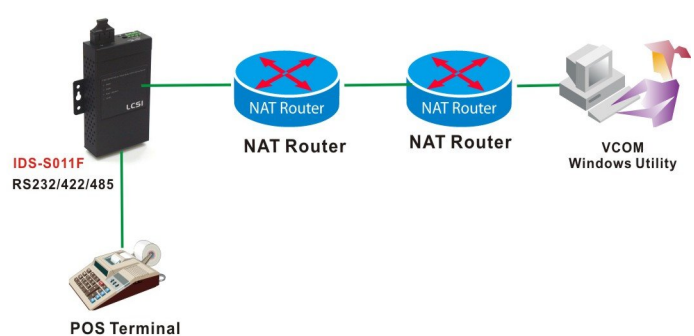 LCSI
NAT Router
NAT Router
NAT Router
NAT Router
VCOM
Windows Utility
IDS-S011F
RS232/422/485
POS Terminal